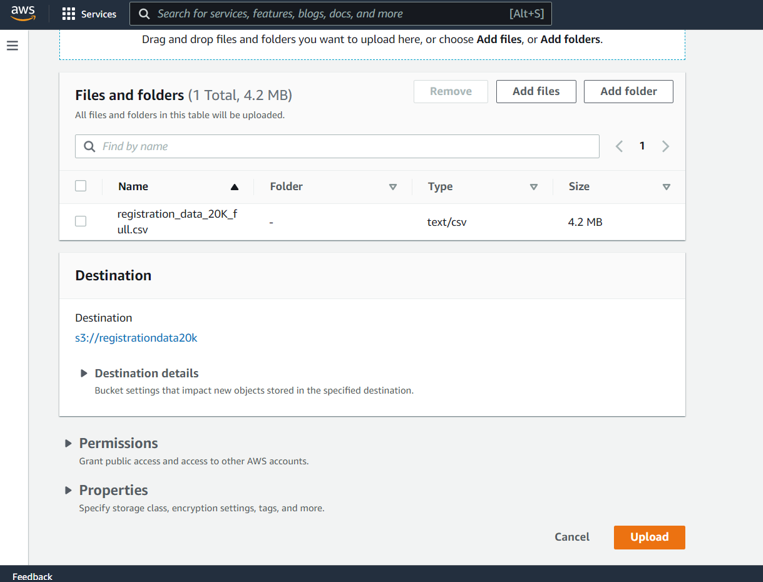 aws
Services
Search for services, features, blogs, docs, and more
[Alt+S]
Drag and drop files and folders you want to upload here, or choose Add files, or Add folders.
Files and folders (1 Total, 4.2 MB)
Remove
Add files
Add folder
All files and folders in this table will be uploaded.
Find by name
1
Name
Folder
Type
Size
registration_data_20K_f
ull.csv
-
text/csv
4.2 MB
Destination
Destination
s3://registrationdata20k
Destination details
Bucket settings that impact new objects stored in the specified destination.
Permissions
Grant public access and access to other AWS accounts.
Properties
Specify storage class, encryption settings, tags, and more.
Cancel
Upload
Feedback